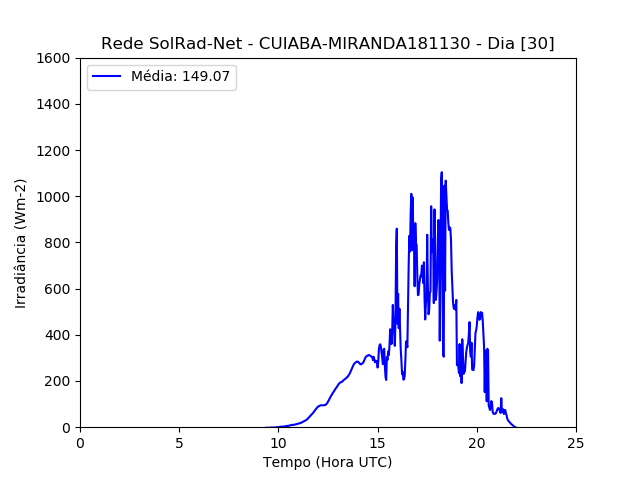 Rede SolRad-Net - CUIABA-MIRANDA181130 - Dia [30]
Média: 149.07
Irradiância (Wm-2)
1600
1400
1200
1000
800
600
400
200
0
0 5 10 15 20 25
Tempo (Hora UTC)